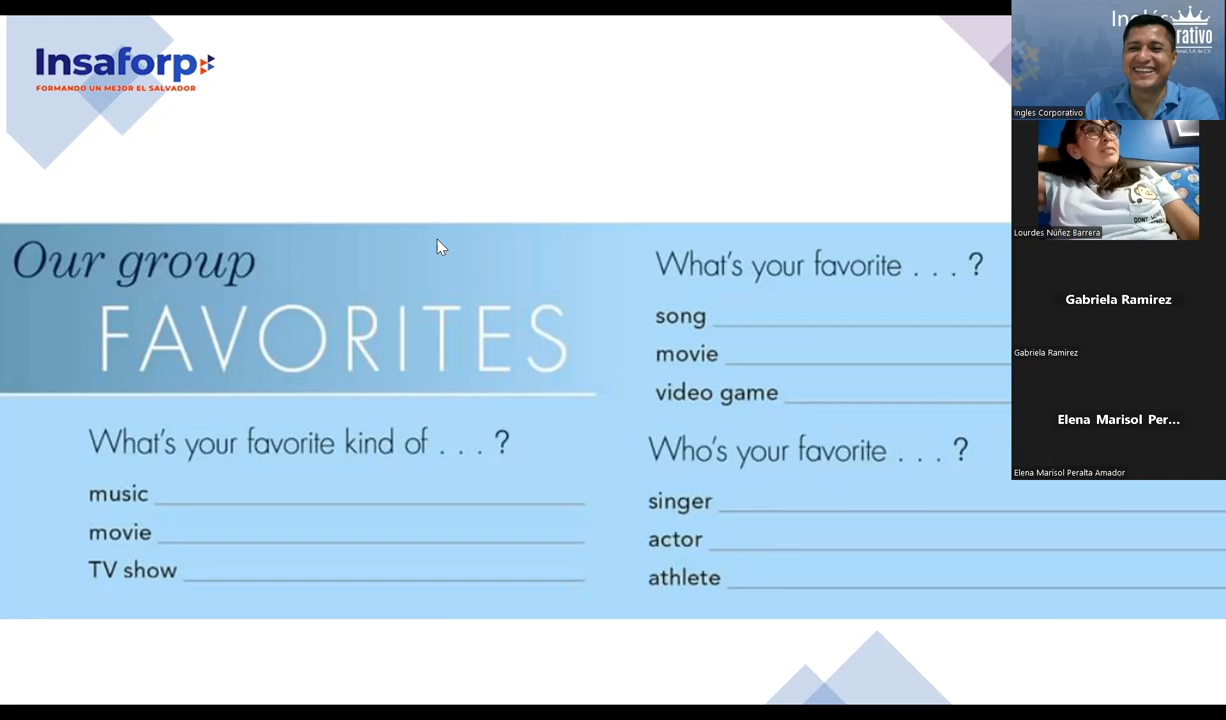 Insaforp
FORMANDO UN MEJOR EL SALVADOR
Our group
FAVORITES
What's your favorite kind of . . . ?
music
movie
TV show
What's your favorite . . . ?
song
movie
video game
Who's your favorite . . . ?
singer
actor
athlete
Ingles Corporativo
Lourdes Núñez Barrera
Gabriela Ramirez
Gabriela Ramirez
Elena Marisol Per...
Elena Marisol Peralta Amador